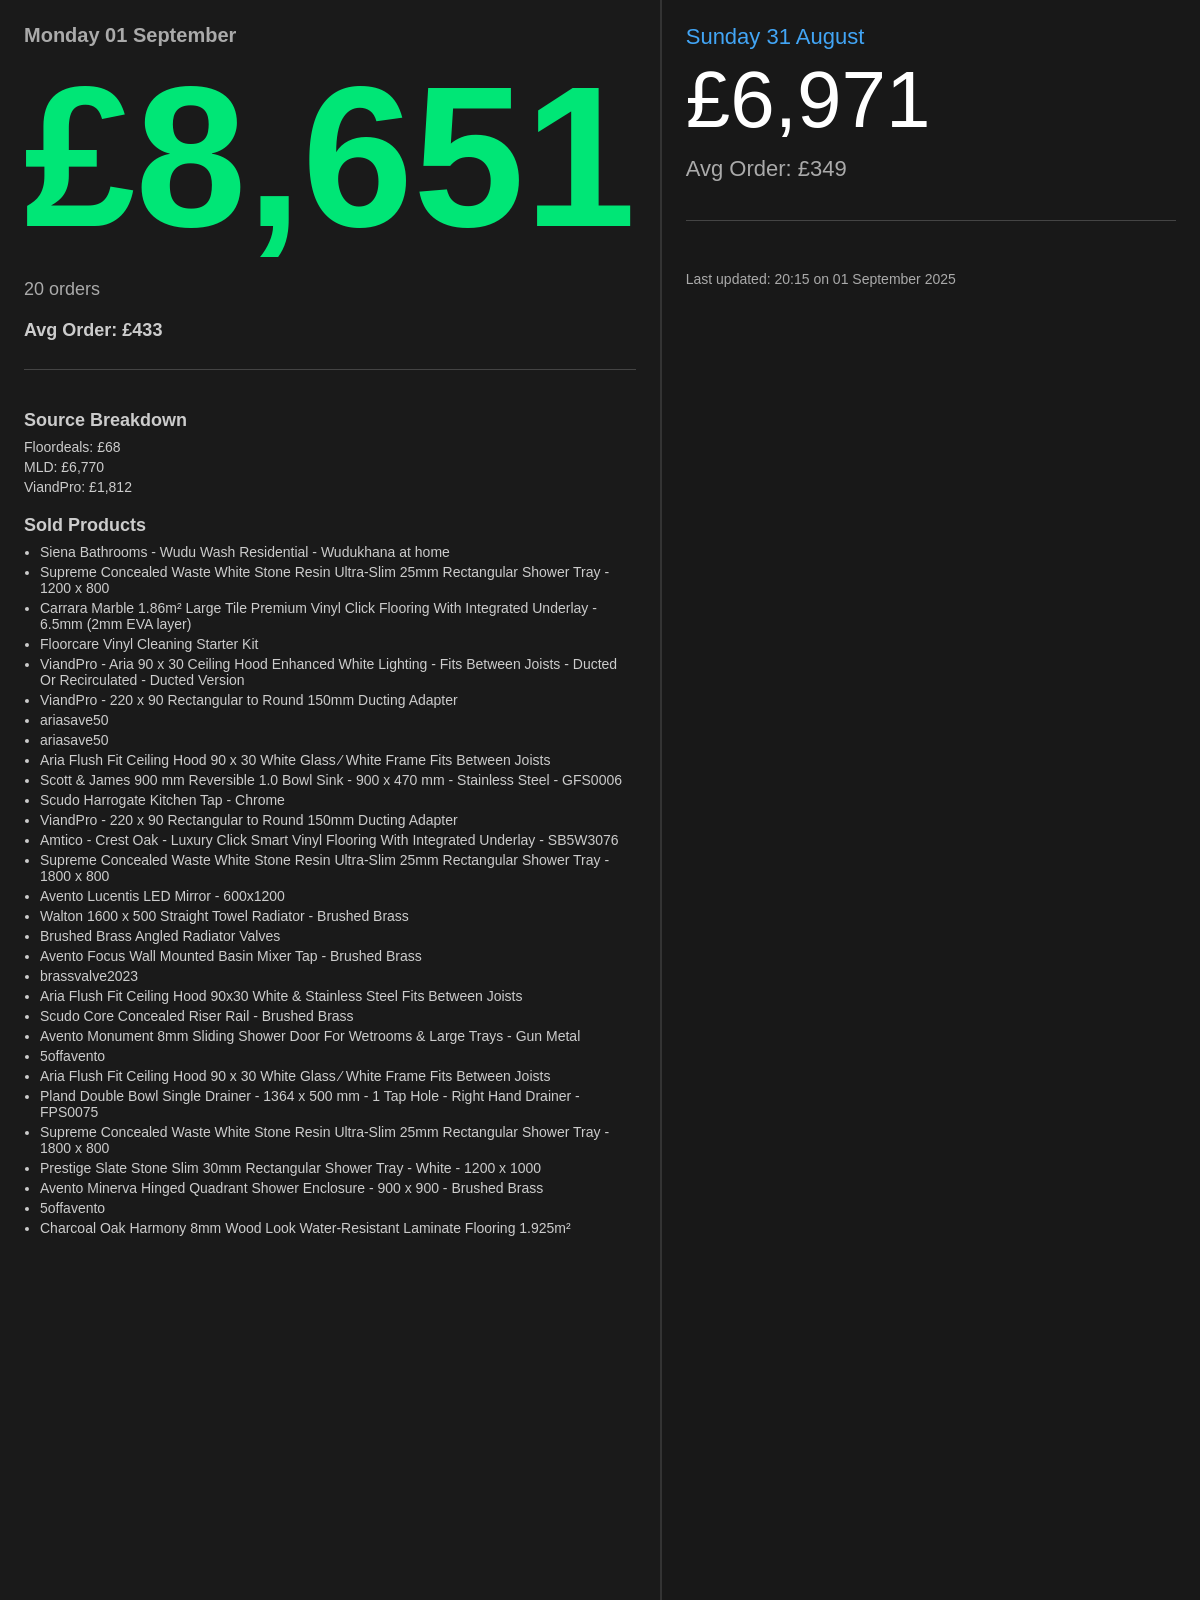 Monday 01 September
£8,651
20 orders
Avg Order: £433
Source Breakdown
Floordeals: £68
MLD: £6,770
ViandPro: £1,812
Sold Products
• Siena Bathrooms - Wudu Wash Residential - Wudukhana at home
• Supreme Concealed Waste White Stone Resin Ultra-Slim 25mm Rectangular Shower Tray -
1200 x 800
• Carrara Marble 1.86m² Large Tile Premium Vinyl Click Flooring With Integrated Underlay -
6.5mm (2mm EVA layer)
• Floorcare Vinyl Cleaning Starter Kit
• ViandPro - Aria 90 x 30 Ceiling Hood Enhanced White Lighting - Fits Between Joists - Ducted
Or Recirculated - Ducted Version
• ViandPro - 220 x 90 Rectangular to Round 150mm Ducting Adapter
• ariasave50
• ariasave50
• Aria Flush Fit Ceiling Hood 90 x 30 White Glass ⁄ White Frame Fits Between Joists
• Scott & James 900 mm Reversible 1.0 Bowl Sink - 900 x 470 mm - Stainless Steel - GFS0006
• Scudo Harrogate Kitchen Tap - Chrome
• ViandPro - 220 x 90 Rectangular to Round 150mm Ducting Adapter
• Amtico - Crest Oak - Luxury Click Smart Vinyl Flooring With Integrated Underlay - SB5W3076
• Supreme Concealed Waste White Stone Resin Ultra-Slim 25mm Rectangular Shower Tray -
1800 x 800
• Avento Lucentis LED Mirror - 600x1200
• Walton 1600 x 500 Straight Towel Radiator - Brushed Brass
• Brushed Brass Angled Radiator Valves
• Avento Focus Wall Mounted Basin Mixer Tap - Brushed Brass
• brassvalve2023
• Aria Flush Fit Ceiling Hood 90x30 White & Stainless Steel Fits Between Joists
• Scudo Core Concealed Riser Rail - Brushed Brass
• Avento Monument 8mm Sliding Shower Door For Wetrooms & Large Trays - Gun Metal
• 5offavento
• Aria Flush Fit Ceiling Hood 90 x 30 White Glass ⁄ White Frame Fits Between Joists
• Pland Double Bowl Single Drainer - 1364 x 500 mm - 1 Tap Hole - Right Hand Drainer -
FPS0075
• Supreme Concealed Waste White Stone Resin Ultra-Slim 25mm Rectangular Shower Tray -
1800 x 800
• Prestige Slate Stone Slim 30mm Rectangular Shower Tray - White - 1200 x 1000
• Avento Minerva Hinged Quadrant Shower Enclosure - 900 x 900 - Brushed Brass
• 5offavento
• Charcoal Oak Harmony 8mm Wood Look Water-Resistant Laminate Flooring 1.925m²
Sunday 31 August
£6,971
Avg Order: £349
Last updated: 20:15 on 01 September 2025